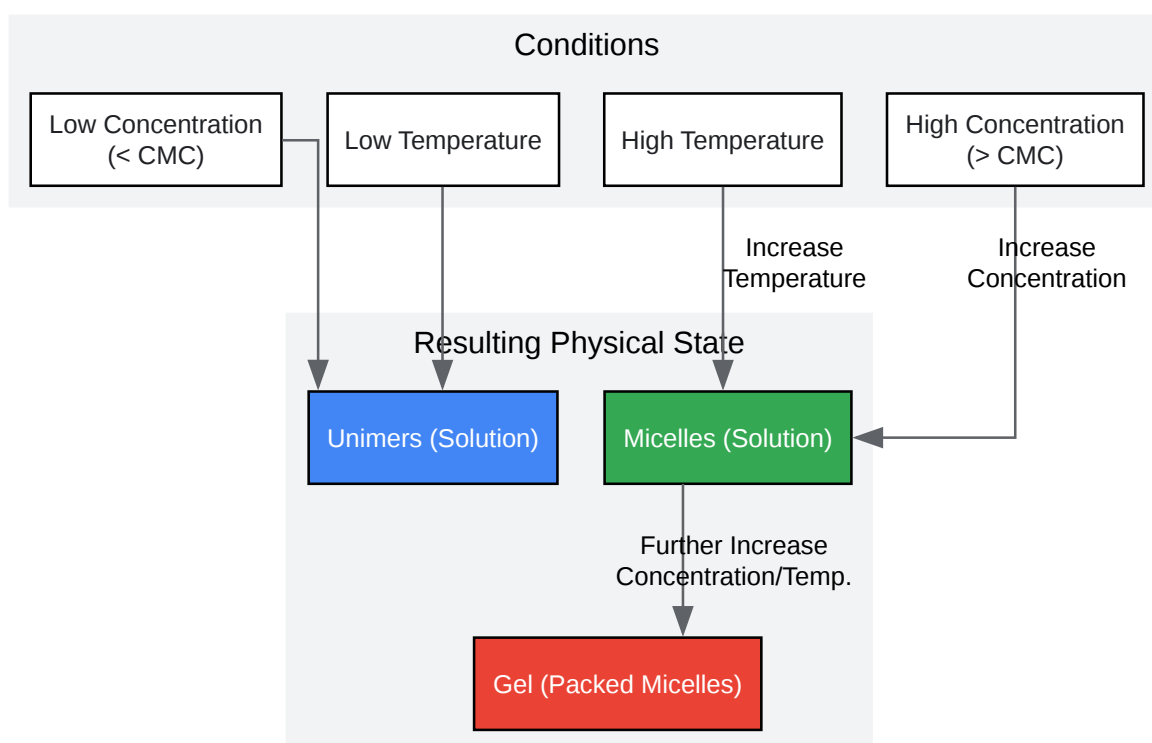 Conditions
Low Concentration
(< CMC)
Low Temperature
High Temperature
High Concentration
(> CMC)
Increase
Temperature
Increase
Concentration
Resulting Physical State
Unimers (Solution)
Micelles (Solution)
Further Increase
Concentration/Temp.
Gel (Packed Micelles)